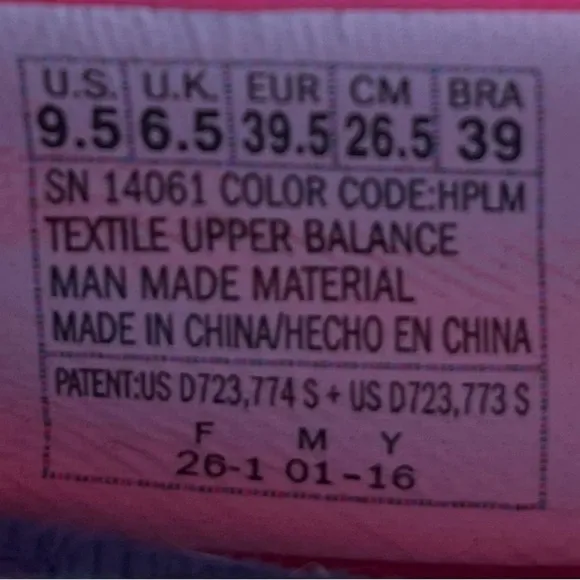 U.S. U.K. EUR CM BRA
9.5 6.5 39.5 26.5 39
SN 14061 COLOR CODE:HPLM
TEXTILE UPPER BALANCE
MAN MADE MATERIAL
MADE IN CHINA/HECHO EN CHINA
PATENT:US D723,774 S + US D723,773 S
F M Y
26-1 01-16